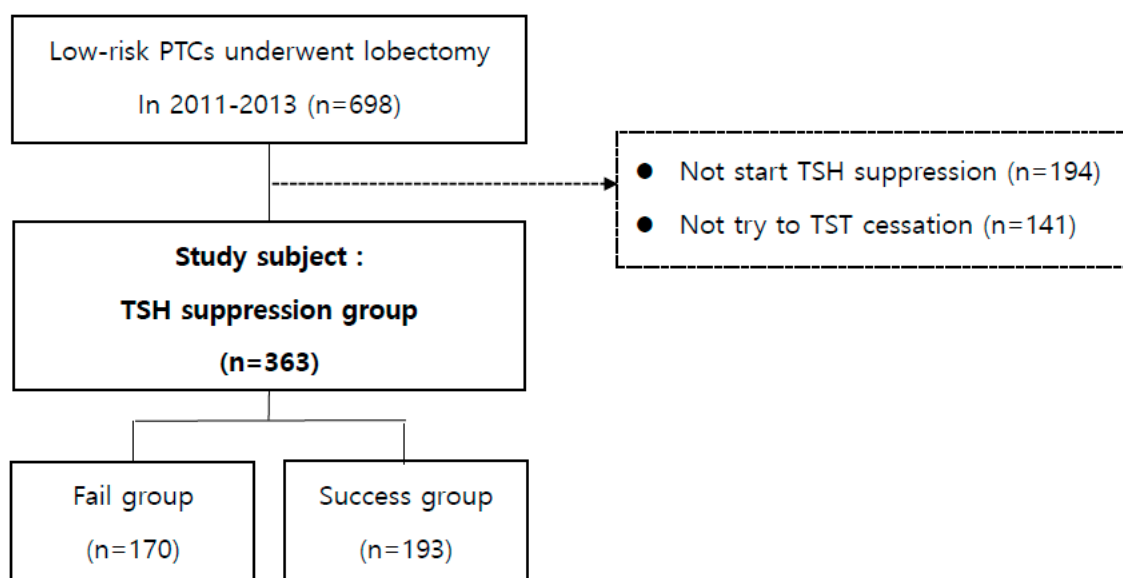 Low-risk PTCs underwent lobectomy
In 2011-2013 (n=698)
● Not start TSH suppression (n=194)
● Not try to TST cessation (n=141)
Study subject :
TSH suppression group
(n=363)
Fail group
(n=170)
Success group
(n=193)